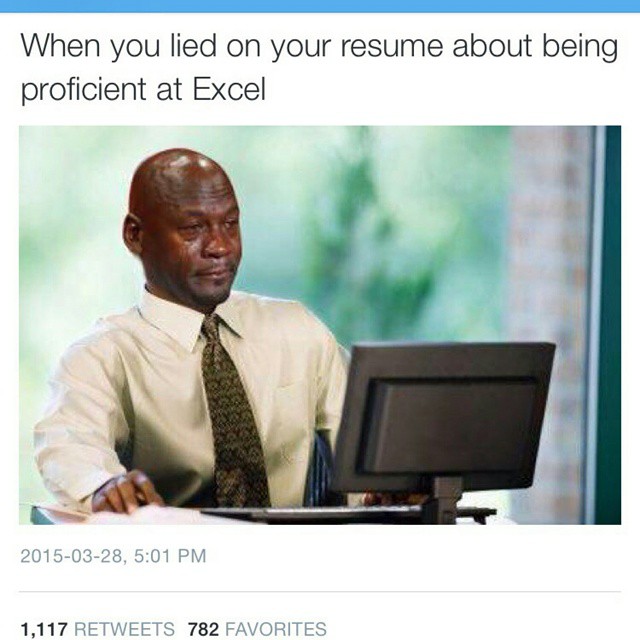 When you lied on your resume about being
proficient at Excel
2015-03-28, 5:01 PM
1,117 RETWEETS 782 FAVORITES